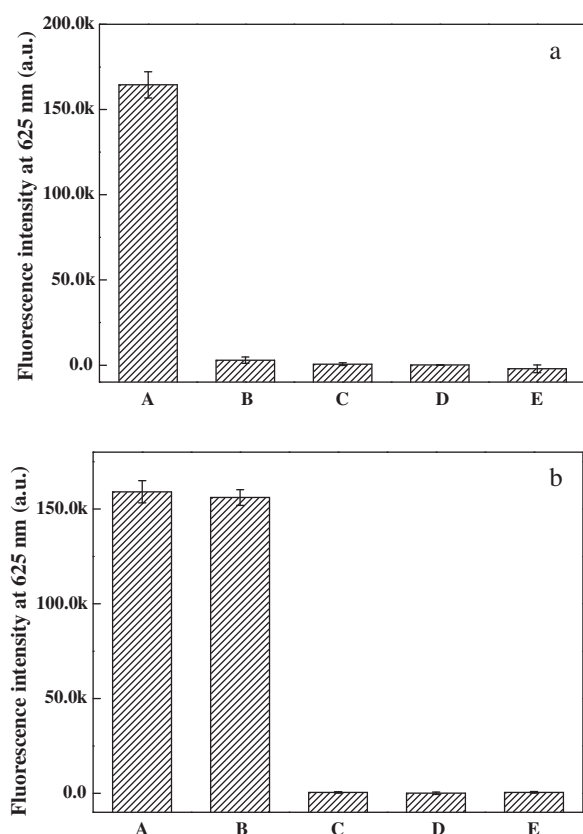 a
Fluorescence intensity at 625 nm (a.u.)
200.0k
150.0k
100.0k
50.0k
0.0
A B C D E
b
Fluorescence intensity at 625 nm (a.u.)
150.0k
100.0k
50.0k
0.0
A B C D E